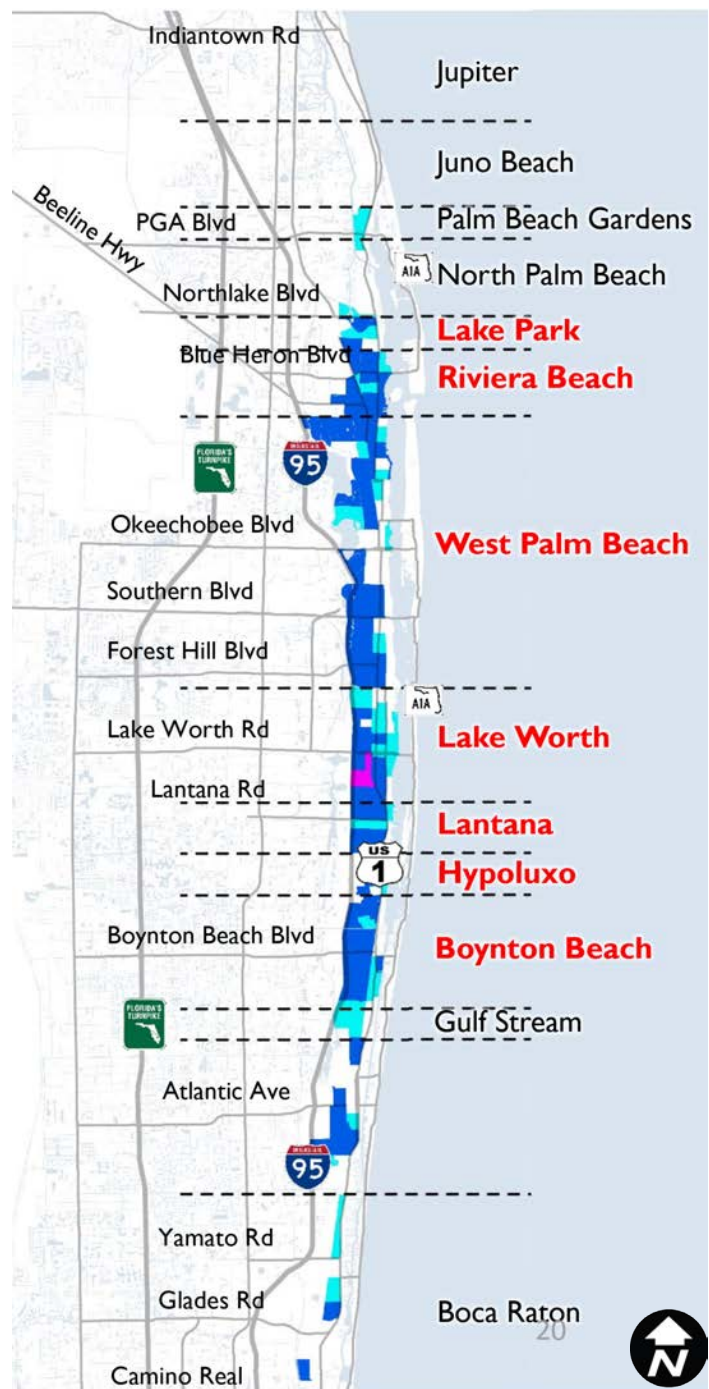 Indiantown Rd
Jupiter
Juno Beach
Beeline Hwy
PGA Blvd
Palm Beach Gardens
A1A
North Palm Beach
Northlake Blvd
Lake Park
Blue Heron Blvd
Riviera Beach
FLORIDA'S
TURNPIKE
95
Okeechobee Blvd
West Palm Beach
Southern Blvd
Forest Hill Blvd
A1A
Lake Worth Rd
Lake Worth
Lantana Rd
Lantana
US
1
Hypoluxo
Boynton Beach Blvd
Boynton Beach
FLORIDA'S
TURNPIKE
Gulf Stream
Atlantic Ave
95
Yamato Rd
Glades Rd
Boca Raton
20
Camino Real
N